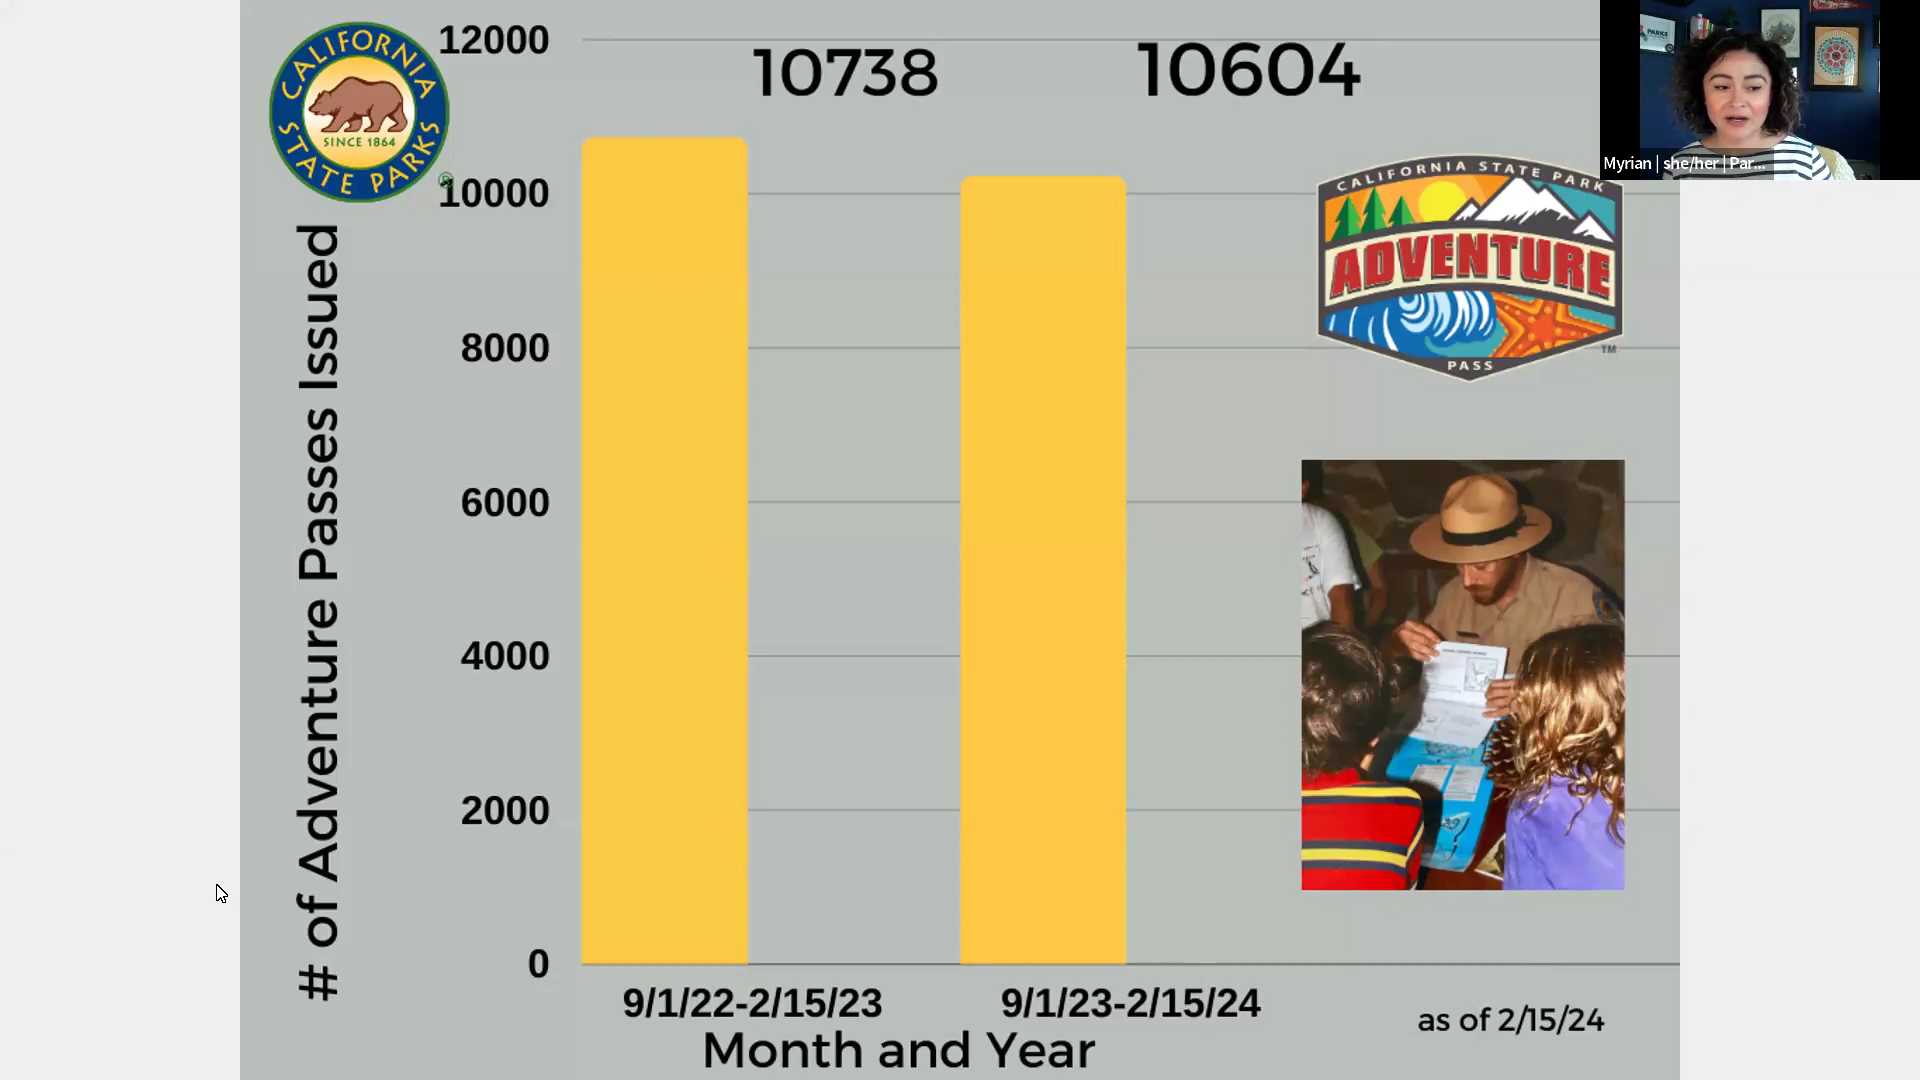 CALIFORNIA
STATE PARKS
SINCE 1864
# of Adventure Passes Issued
12000
10000
8000
6000
4000
2000
0
10738
10604
9/1/22-2/15/23
9/1/23-2/15/24
Month and Year
CALIFORNIA STATE PARK
ADVENTURE
PASS
TM
as of 2/15/24
Myrian | she/her | Par...
PARKS